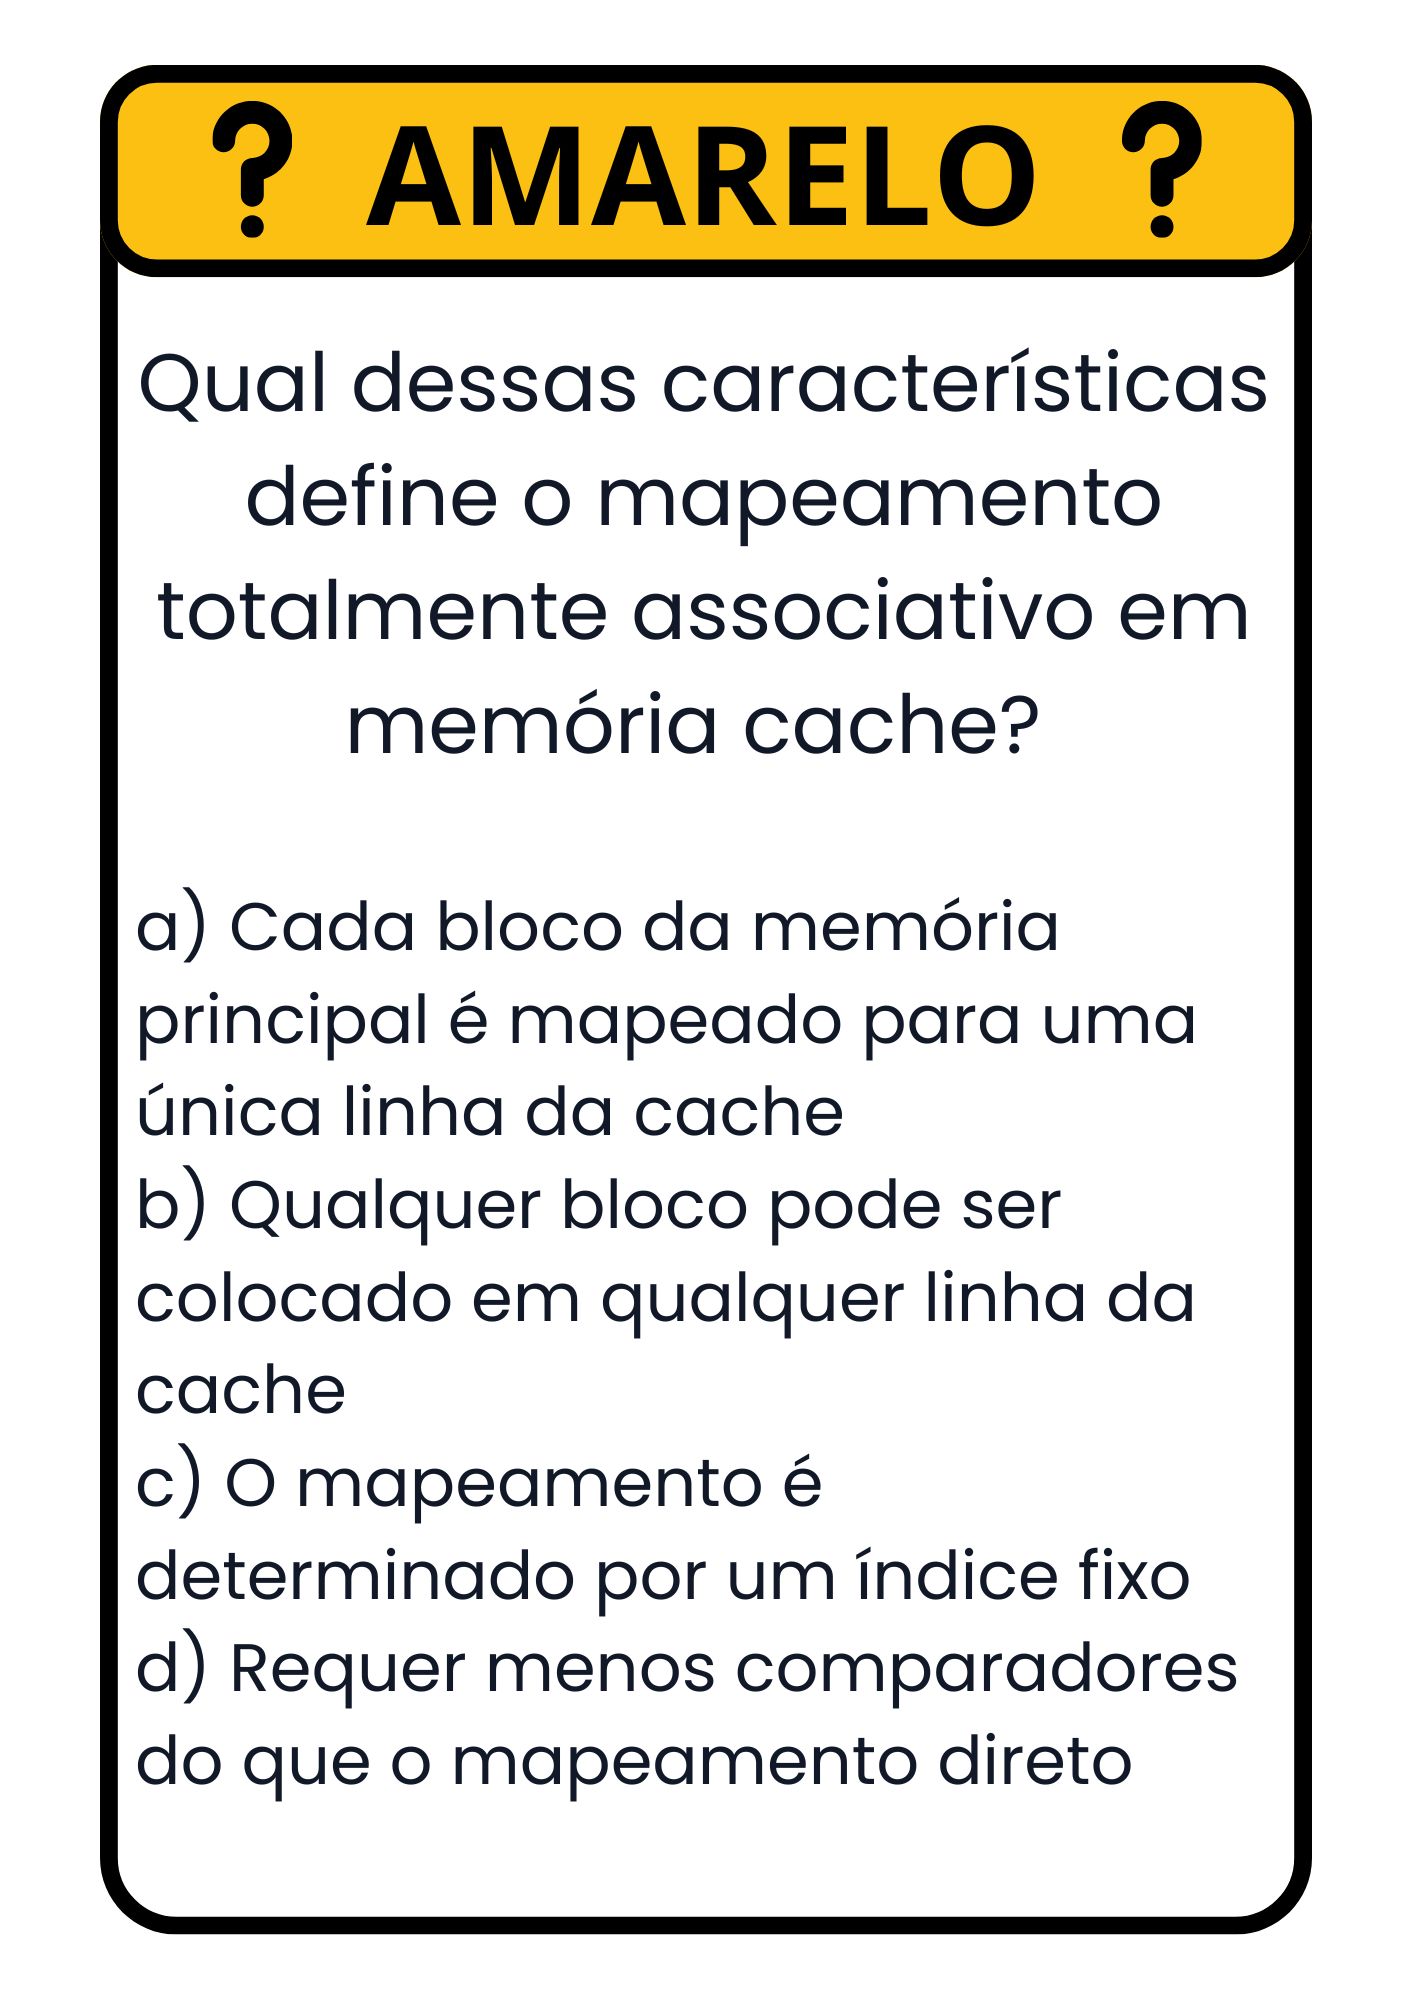 ? AMARELO ?
Qual dessas características
define o mapeamento
totalmente associativo em
memória cache?
a) Cada bloco da memória
principal é mapeado para uma
única linha da cache
b) Qualquer bloco pode ser
colocado em qualquer linha da
cache
c) O mapeamento é
determinado por um índice fixo
d) Requer menos comparadores
do que o mapeamento direto